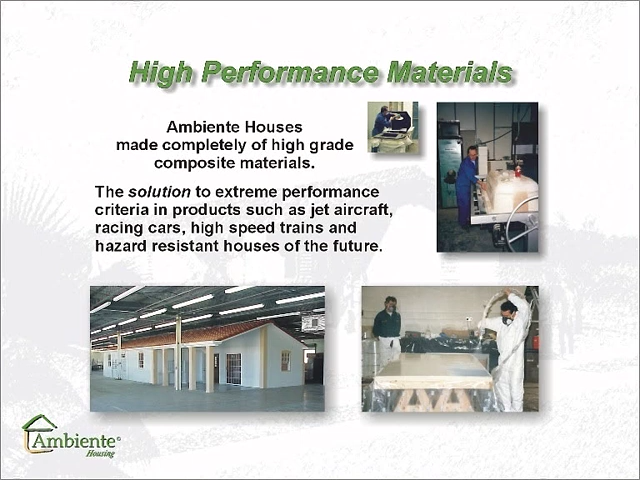 High Performance Materials
Ambiente Houses
made completely of high grade
composite materials.
The solution to extreme performance
criteria in products such as jet aircraft,
racing cars, high speed trains and
hazard resistant houses of the future.
Ambiente©
Housing